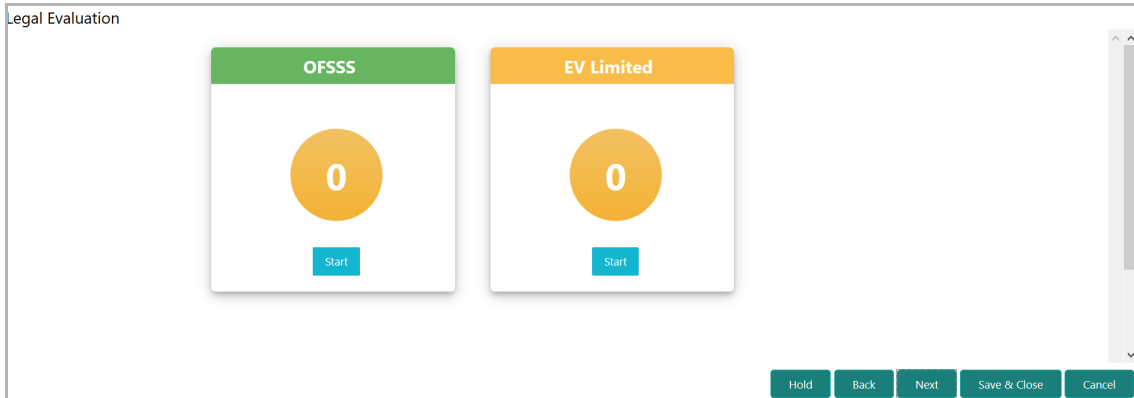 Legal Evaluation
OFSSS
EV Limited
0
0
Start
Start
Hold
Back
Next
Save & Close
Cancel